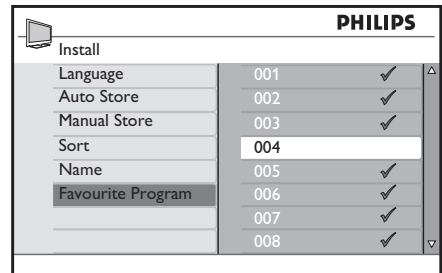 PHILIPS
Install
Language 001 ✓
Auto Store 002 ✓
Manual Store 003 ✓
Sort 004
Name 005 ✓
Favourite Program 006 ✓
007 ✓
008 ✓